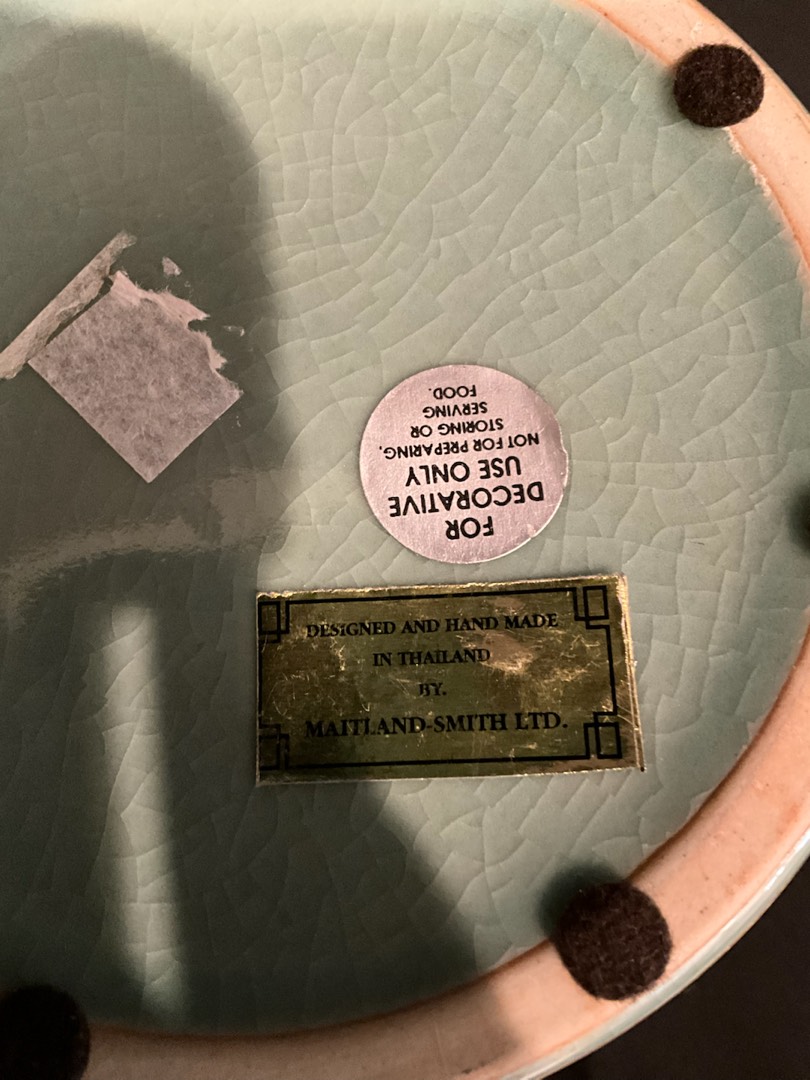 FOR
DECORATIVE
USE ONLY
NOT FOR PREPARING,
STORING OR
SERVING
FOOD.
DESIGNED AND HAND MADE
IN THAILAND
BY.
MAITLAND-SMITH LTD.